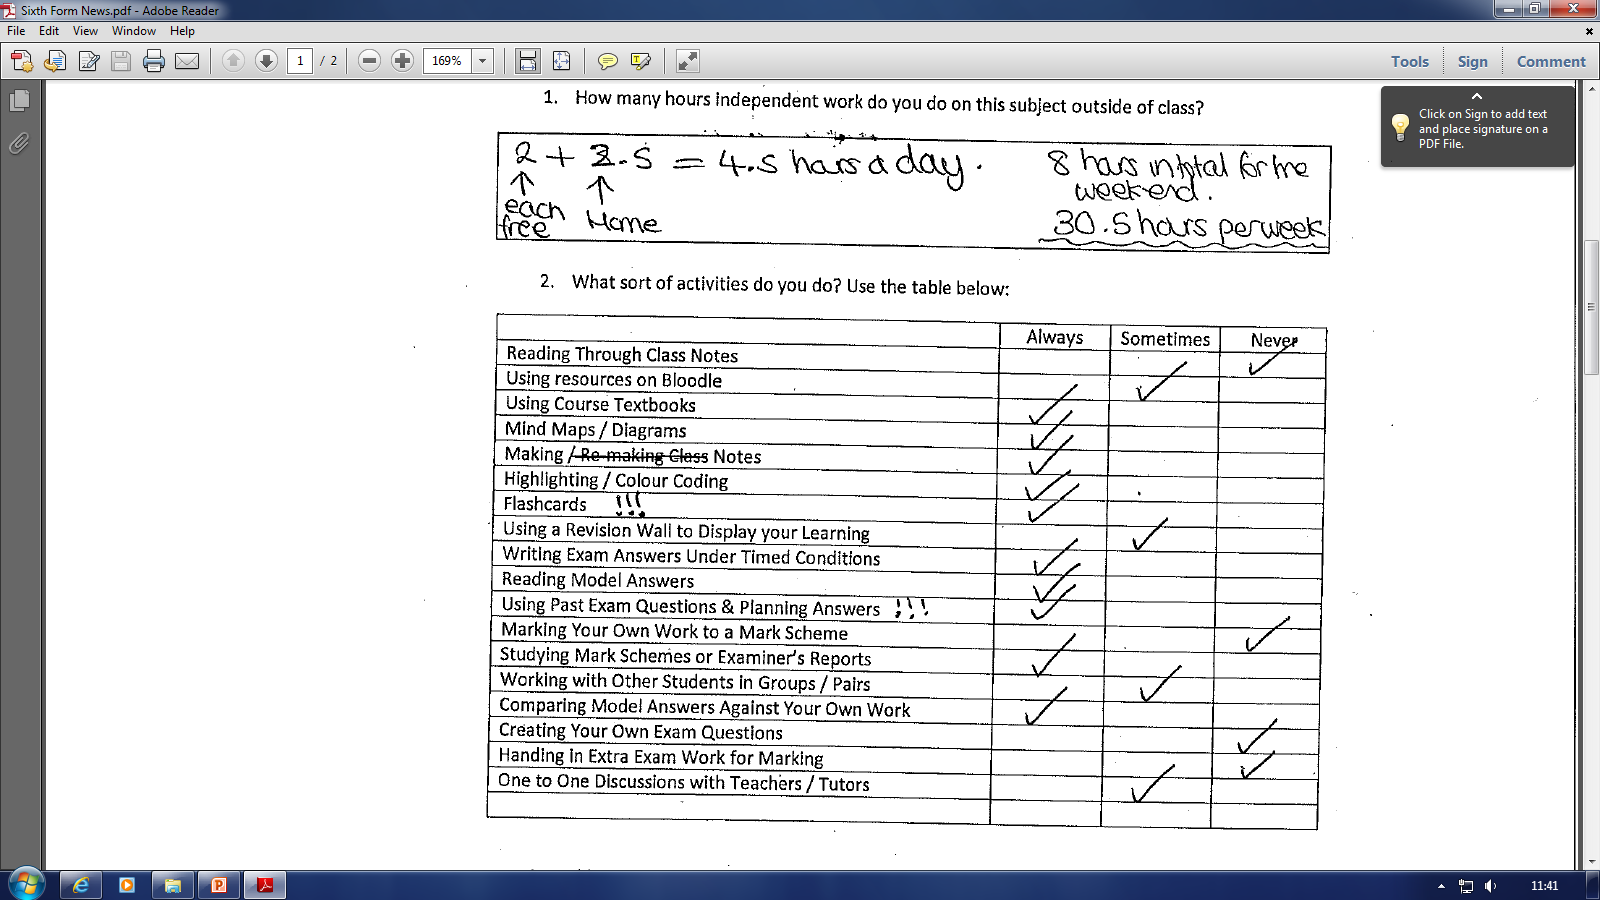 Sixth Form News.pdf - Adobe Reader
File Edit View Window Help
1 / 2 169% Tools Sign Comment
Click on Sign to add text
and place signature on a
PDF File.
1. How many hours independent work do you do on this subject outside of class?
2 + 2.5 = 4.5 hours a day. 8 hours in total for the
weekend.
each Home
free
30.5 hours per week
2. What sort of activities do you do? Use the table below:
Always Sometimes Never
Reading Through Class Notes
Using resources on Bloodle
Using Course Textbooks
Mind Maps / Diagrams
Making / Re-making Class Notes
Highlighting / Colour Coding
Flashcards !!!
Using a Revision Wall to Display your Learning
Writing Exam Answers Under Timed Conditions
Reading Model Answers
Using Past Exam Questions & Planning Answers !!!
Marking Your Own Work to a Mark Scheme
Studying Mark Schemes or Examiner's Reports
Working with Other Students in Groups / Pairs
Comparing Model Answers Against Your Own Work
Creating Your Own Exam Questions
Handing in Extra Exam Work for Marking
One to One Discussions with Teachers / Tutors
11:41